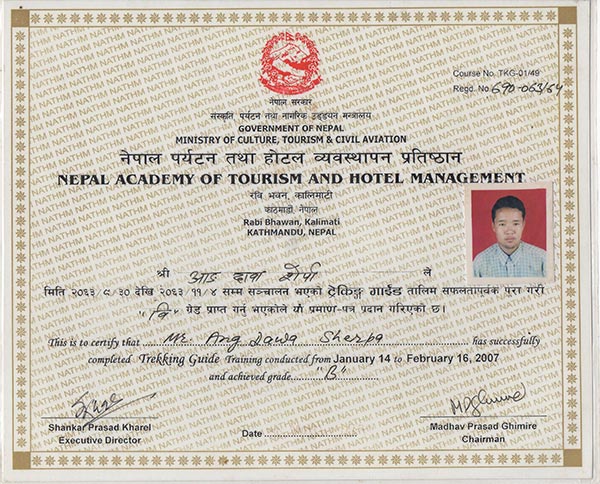 Course No. TKG-01/49
Regd. No 690-063/64
नेपाल सरकार
संस्कृति पर्यटन तथा नागरिक उड्डयन मन्त्रालय
GOVERNMENT OF NEPAL
MINISTRY OF CULTURE, TOURISM & CIVIL AVIATION
नेपाल पर्यटन तथा होटल व्यवस्थापन प्रतिष्ठान
NEPAL ACADEMY OF TOURISM AND HOTEL MANAGEMENT
रवि भवन, कालिमाटी
काठमाडौं, नेपाल
Rabi Bhawan, Kalimati
KATHMANDU, NEPAL
श्री आङ दावा शेर्पा ले
मिति २०६३/९/३० देखि २०६३/११/४ सम्म सञ्चालन भएको ट्रेकिङ्ग गाईड तालिम सफलतापूर्वक पूरा गरी
"बि" ग्रेड प्राप्त गर्नु भएकोले यो प्रमाण-पत्र प्रदान गरिएको छ।
This is to certify that Mr. Ang Dawa Sherpa has successfully
completed Trekking Guide Training conducted from January 14 to February 16, 2007
and achieved grade "B"
Shankar Prasad Kharel
Executive Director
Date
Madhav Prasad Ghimire
Chairman